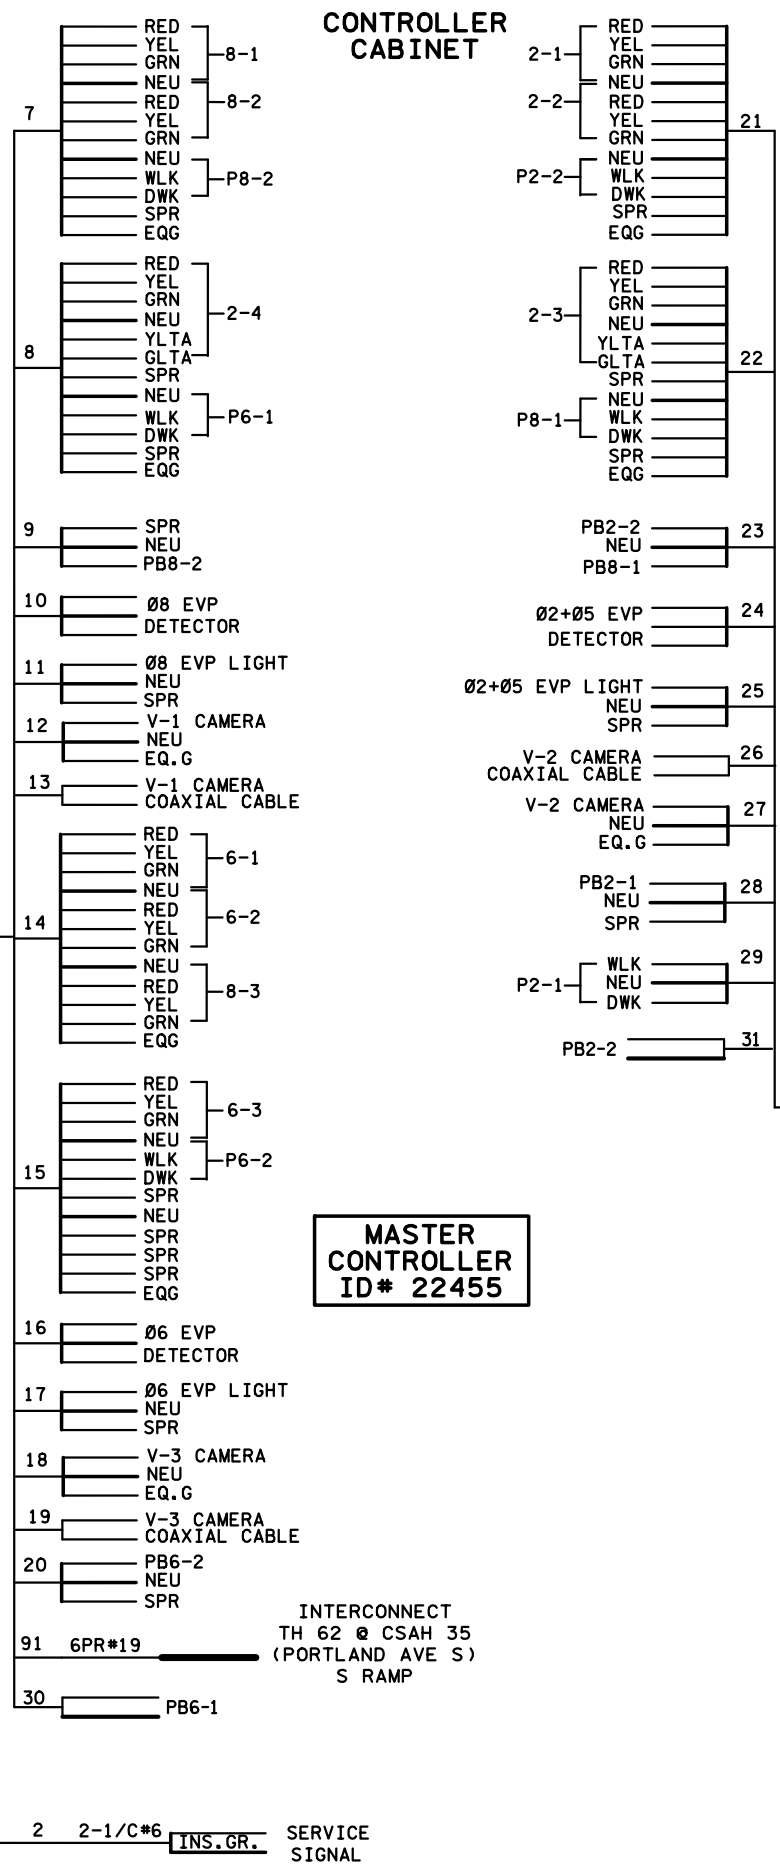 CONTROLLER
CABINET
7
RED
YEL
GRN
8-1
NEU
RED
YEL
GRN
8-2
NEU
WLK
DWK
P8-2
SPR
EQG
8
RED
YEL
GRN
NEU
YLTA
GLTA
2-4
SPR
NEU
WLK
DWK
P6-1
SPR
EQG
9
SPR
NEU
PB8-2
10
Ø8 EVP
DETECTOR
11
Ø8 EVP LIGHT
NEU
SPR
12
V-1 CAMERA
NEU
EQ.G
13
V-1 CAMERA
COAXIAL CABLE
14
RED
YEL
GRN
6-1
NEU
RED
YEL
GRN
6-2
NEU
RED
YEL
GRN
8-3
EQG
15
RED
YEL
GRN
6-3
NEU
WLK
DWK
P6-2
SPR
NEU
SPR
SPR
SPR
EQG
16
Ø6 EVP
DETECTOR
17
Ø6 EVP LIGHT
NEU
SPR
18
V-3 CAMERA
NEU
EQ.G
19
V-3 CAMERA
COAXIAL CABLE
20
PB6-2
NEU
SPR
91 6PR#19
INTERCONNECT
TH 62 @ CSAH 35
(PORTLAND AVE S)
S RAMP
30
PB6-1
2 2-1/C#6
INS.GR.
SERVICE
SIGNAL
2-1
RED
YEL
GRN
2-2
NEU
RED
YEL
GRN
21
P2-2
NEU
WLK
DWK
SPR
EQG
2-3
RED
YEL
GRN
NEU
YLTA
GLTA
SPR
22
P8-1
NEU
WLK
DWK
SPR
EQG
PB2-2
NEU
PB8-1
23
Ø2+Ø5 EVP
DETECTOR
24
Ø2+Ø5 EVP LIGHT
NEU
SPR
25
V-2 CAMERA
COAXIAL CABLE
26
V-2 CAMERA
NEU
EQ.G
27
PB2-1
NEU
SPR
28
P2-1
WLK
NEU
DWK
29
PB2-2
31
MASTER
CONTROLLER
ID# 22455